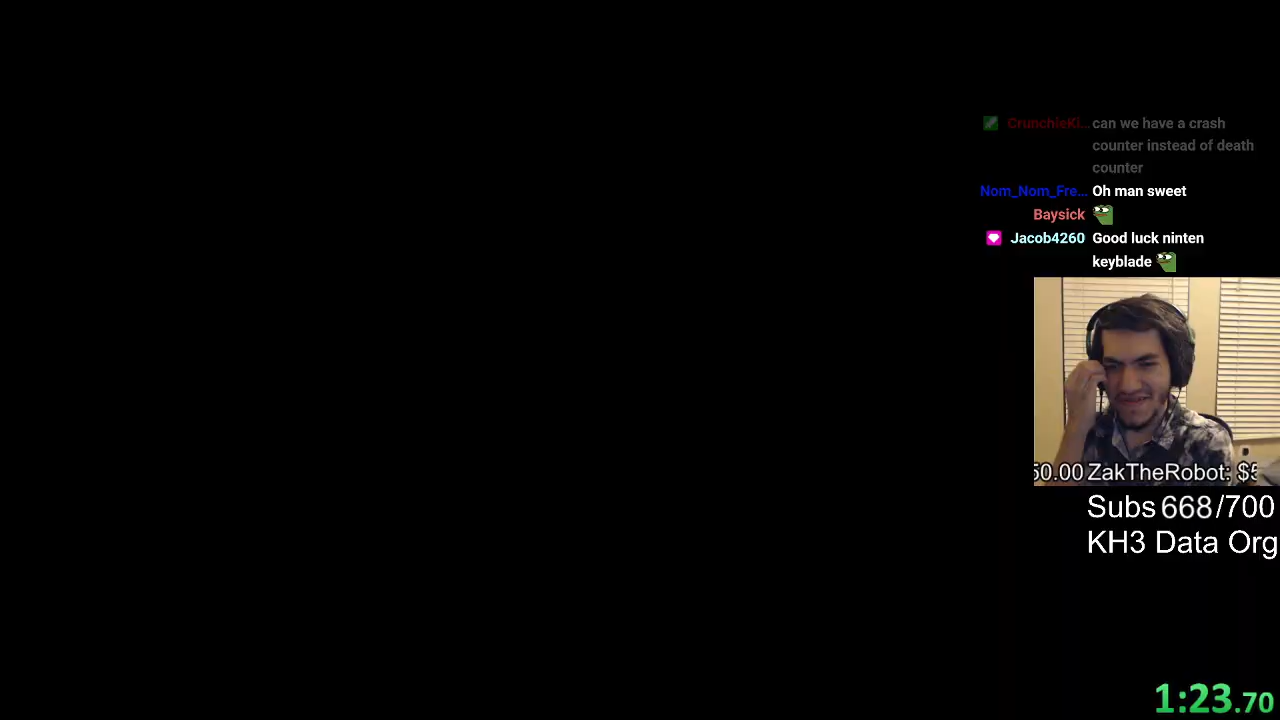 CrunchieKi... can we have a crash
counter instead of death
counter
Nom_Nom_Fre... Oh man sweet
Baysick
Jacob4260 Good luck ninten
keyblade
50.00 ZakTheRobot: $5
Subs 668/700
KH3 Data Org
1:23.70